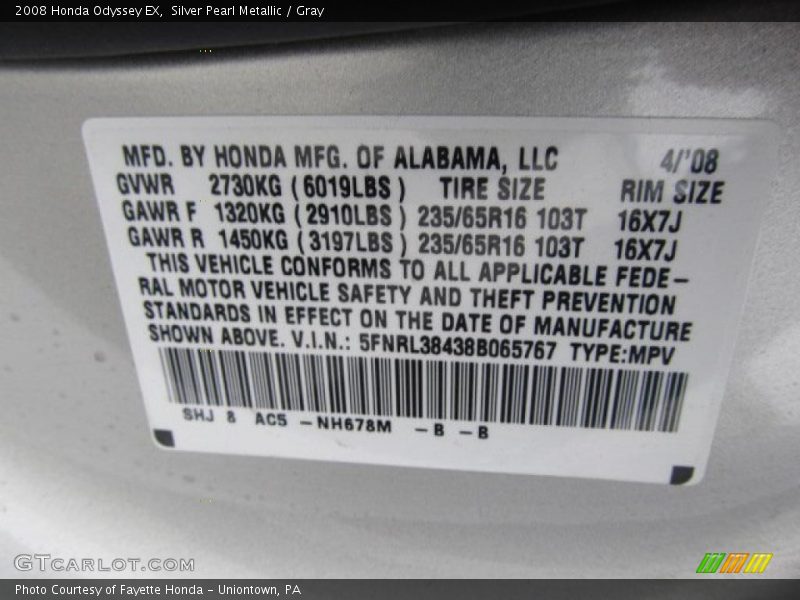 2008 Honda Odyssey EX, Silver Pearl Metallic / Gray
MFD. BY HONDA MFG. OF ALABAMA, LLC 4/'08
GVWR 2730KG (6019LBS) TIRE SIZE RIM SIZE
GAWR F 1320KG (2910LBS) 235/65R16 103T 16X7J
GAWR R 1450KG (3197LBS) 235/65R16 103T 16X7J
THIS VEHICLE CONFORMS TO ALL APPLICABLE FEDE-
RAL MOTOR VEHICLE SAFETY AND THEFT PREVENTION
STANDARDS IN EFFECT ON THE DATE OF MANUFACTURE
SHOWN ABOVE. V.I.N.: 5FNRL38438B065767 TYPE:MPV
SHJ 8 AC5 -NH678M -B -B
GTCARLOT.COM
Photo Courtesy of Fayette Honda - Uniontown, PA